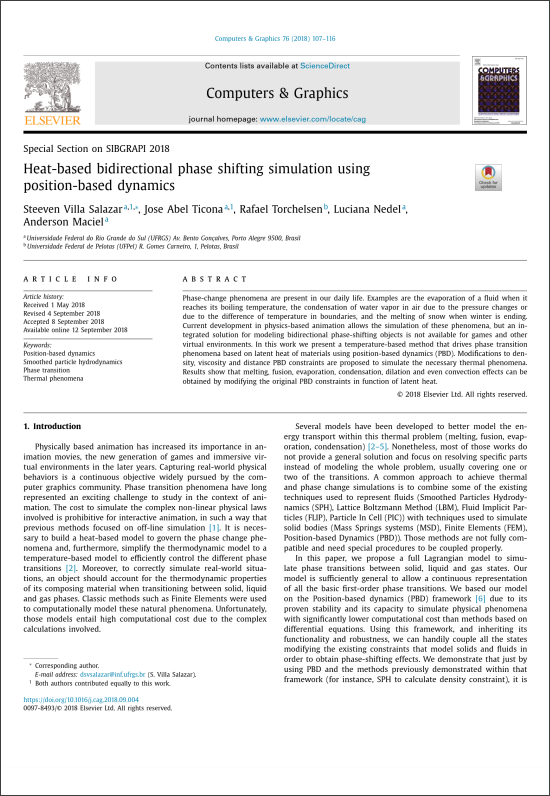 Computers & Graphics 76 (2018) 107–116
Contents lists available at ScienceDirect
Computers & Graphics
journal homepage: www.elsevier.com/locate/cag
ELSEVIER
COMPUTERS
&GRAPHICS
Special Section on SIBGRAPI 2018
Heat-based bidirectional phase shifting simulation using
position-based dynamics
Check for
updates
Steeven Villa Salazar a,1,*, Jose Abel Ticona a,1, Rafael Torchelsen b, Luciana Nedel a,
Anderson Maciel a
a Universidade Federal do Rio Grande do Sul (UFRGS) Av. Bento Gonçalves, Porto Alegre 9500, Brasil
b Universidade Federal de Pelotas (UFPel) R. Gomes Carneiro, 1, Pelotas, Brasil
ARTICLE INFO
Article history:
Received 1 May 2018
Revised 4 September 2018
Accepted 8 September 2018
Available online 12 September 2018
Keywords:
Position-based dynamics
Smoothed particle hydrodynamics
Phase transition
Thermal phenomena
ABSTRACT
Phase-change phenomena are present in our daily life. Examples are the evaporation of a fluid when it
reaches its boiling temperature, the condensation of water vapor in air due to the pressure changes or
due to the difference of temperature in boundaries, and the melting of snow when winter is ending.
Current development in physics-based animation allows the simulation of these phenomena, but an in-
tegrated solution for modeling bidirectional phase-shifting objects is not available for games and other
virtual environments. In this work we present a temperature-based method that drives phase transition
phenomena based on latent heat of materials using position-based dynamics (PBD). Modifications to den-
sity, viscosity and distance PBD constraints are proposed to simulate the necessary thermal phenomena.
Results show that melting, fusion, evaporation, condensation, dilation and even convection effects can be
obtained by modifying the original PBD constraints in function of latent heat.
© 2018 Elsevier Ltd. All rights reserved.
1. Introduction
Physically based animation has increased its importance in an-
imation movies, the new generation of games and immersive vir-
tual environments in the later years. Capturing real-world physical
behaviors is a continuous objective widely pursued by the com-
puter graphics community. Phase transition phenomena have long
represented an exciting challenge to study in the context of ani-
mation. The cost to simulate the complex non-linear physical laws
involved is prohibitive for interactive animation, in such a way that
previous methods focused on off-line simulation [1]. It is neces-
sary to build a heat-based model to govern the phase change phe-
nomena and, furthermore, simplify the thermodynamic model to a
temperature-based model to efficiently control the different phase
transitions [2]. Moreover, to correctly simulate real-world situa-
tions, an object should account for the thermodynamic properties
of its composing material when transitioning between solid, liquid
and gas phases. Classic methods such as Finite Elements were used
to computationally model these natural phenomena. Unfortunately,
those models entail high computational cost due to the complex
calculations involved.
* Corresponding author.
E-mail address: dsvsalazar@inf.ufrgs.br (S. Villa Salazar).
1 Both authors contributed equally to this work.
Several models have been developed to better model the en-
ergy transport within this thermal problem (melting, fusion, evap-
oration, condensation) [2–5]. Nonetheless, most of those works do
not provide a general solution and focus on resolving specific parts
instead of modeling the whole problem, usually covering one or
two of the transitions. A common approach to achieve thermal
and phase change simulations is to combine some of the existing
techniques used to represent fluids (Smoothed Particles Hydrody-
namics (SPH), Lattice Boltzmann Method (LBM), Fluid Implicit Par-
ticles (FLIP), Particle In Cell (PIC)) with techniques used to simulate
solid bodies (Mass Springs systems (MSD), Finite Elements (FEM),
Position-based Dynamics (PBD)). Those methods are not fully com-
patible and need special procedures to be coupled properly.
In this paper, we propose a full Lagrangian model to simu-
late phase transitions between solid, liquid and gas states. Our
model is sufficiently general to allow a continuous representation
of all the basic first-order phase transitions. We based our model
on the Position-based dynamics (PBD) framework [6] due to its
proven stability and its capacity to simulate physical phenomena
with significantly lower computational cost than methods based on
differential equations. Using this framework, and inheriting its
functionality and robustness, we can handily couple all the states
modifying the existing constraints that model solids and fluids in
order to obtain phase-shifting effects. We demonstrate that just by
using PBD and the methods previously demonstrated within that
framework (for instance, SPH to calculate density constraint), it is
https://doi.org/10.1016/j.cag.2018.09.004
0097-8493/© 2018 Elsevier Ltd. All rights reserved.